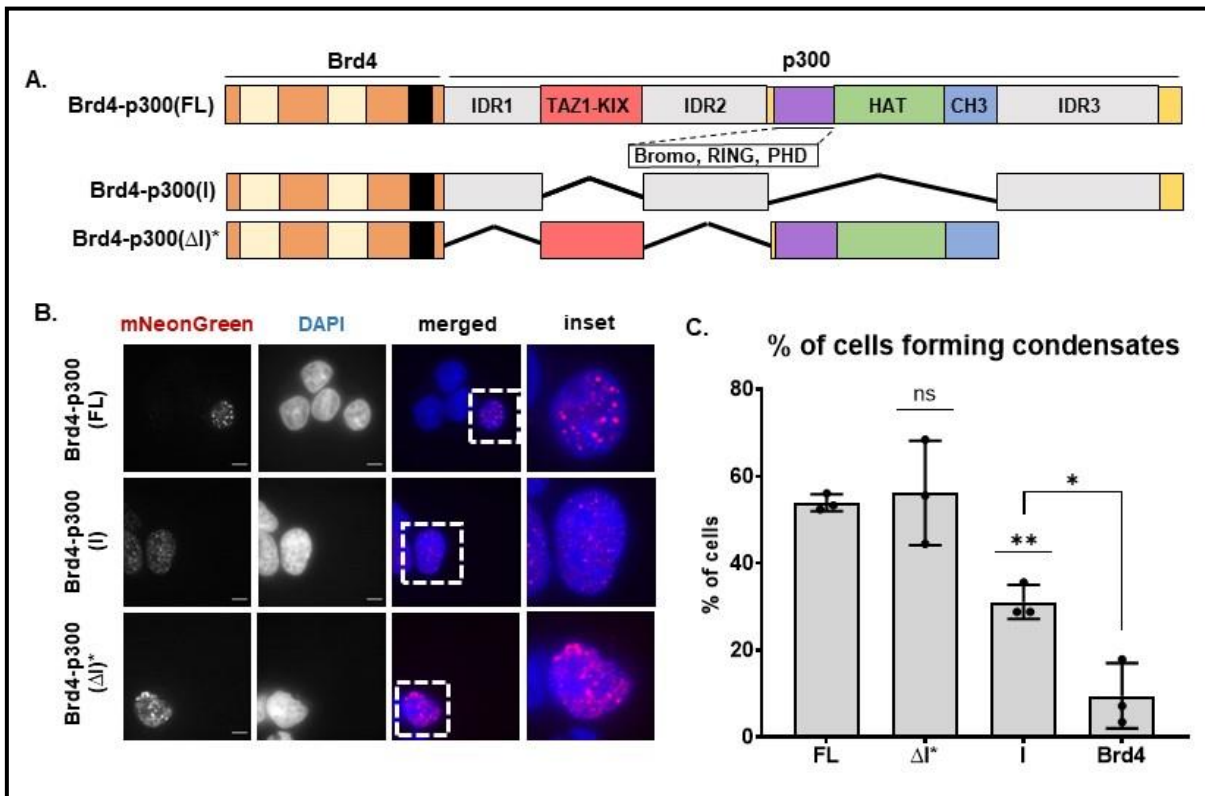 A.
Brd4
p300
Brd4-p300(FL)
IDR1
TAZ1-KIX
IDR2
HAT
CH3
IDR3
Bromo, RING, PHD
Brd4-p300(I)
Brd4-p300(ΔI)*
B.
mNeonGreen
DAPI
merged
inset
Brd4-p300
(FL)
Brd4-p300
(I)
Brd4-p300
(ΔI)*
C.
% of cells forming condensates
% of cells
80
60
40
20
0
ns
**
*
FL
ΔI*
I
Brd4